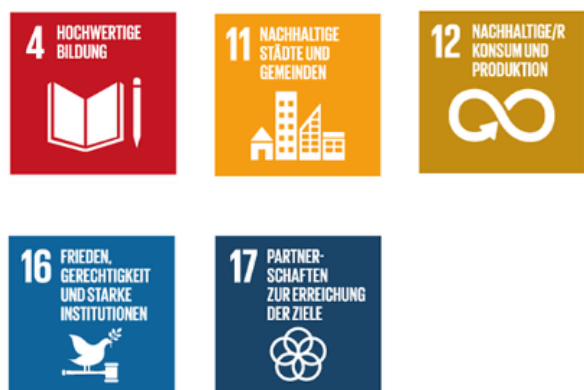 4 HOCHWERTIGE
BILDUNG
11 NACHHALTIGE
STÄDTE UND
GEMEINDEN
12 NACHHALTIGE/R
KONSUM UND
PRODUKTION
16 FRIEDEN,
GERECHTIGKEIT
UND STARKE
INSTITUTIONEN
17 PARTNER-
SCHAFTEN
ZUR ERREICHUNG
DER ZIELE